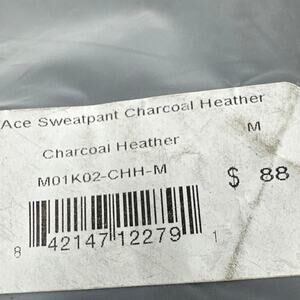 Ace Sweatpant Charcoal Heather
Charcoal Heather M
M01K02-CHH-M
$ 88
8 42147 12279 1